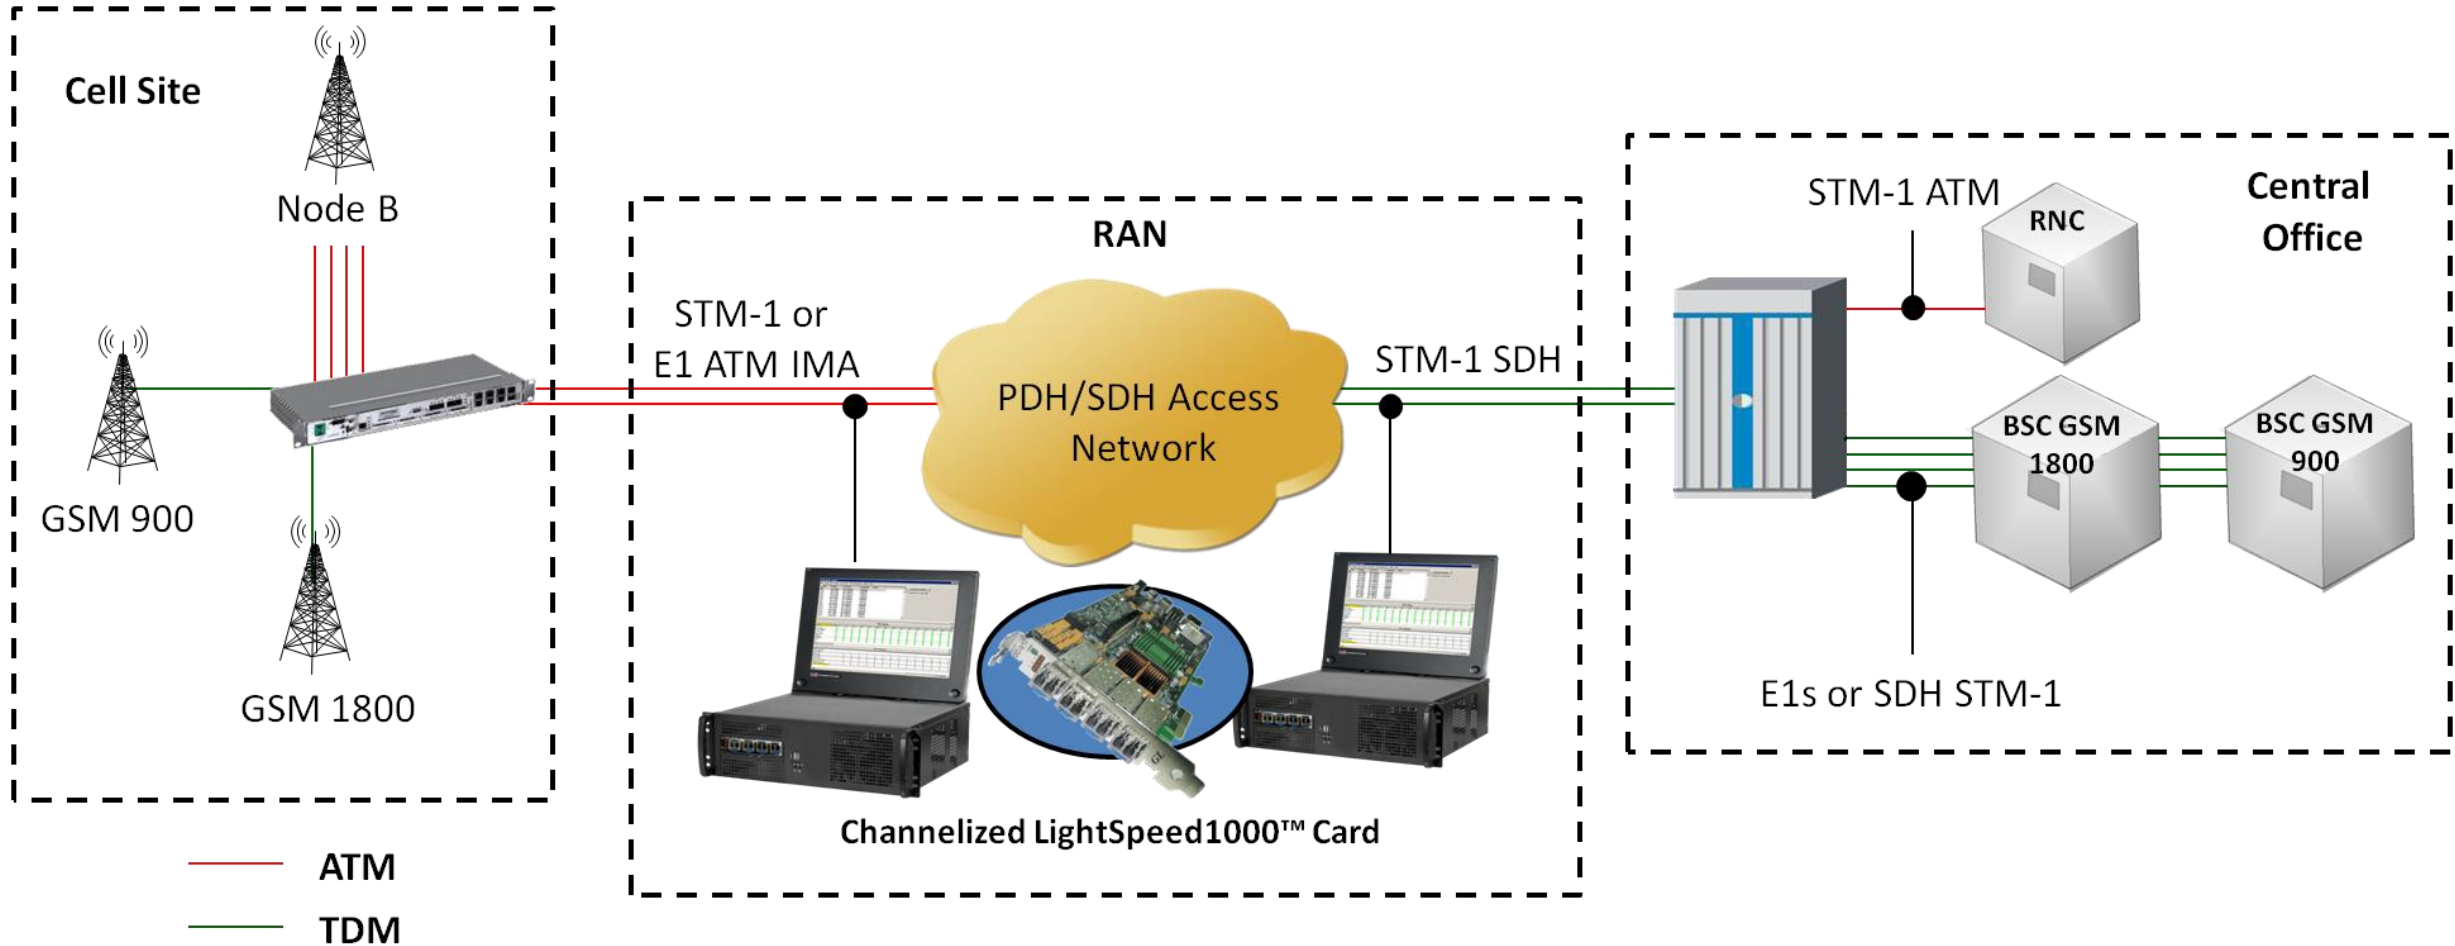 Cell Site
Node B
GSM 900
GSM 1800
ATM
TDM
RAN
STM-1 or
E1 ATM IMA
PDH/SDH Access
Network
STM-1 SDH
GL
Channelized LightSpeed1000™ Card
Central
Office
STM-1 ATM
RNC
BSC GSM
1800
BSC GSM
900
E1s or SDH STM-1